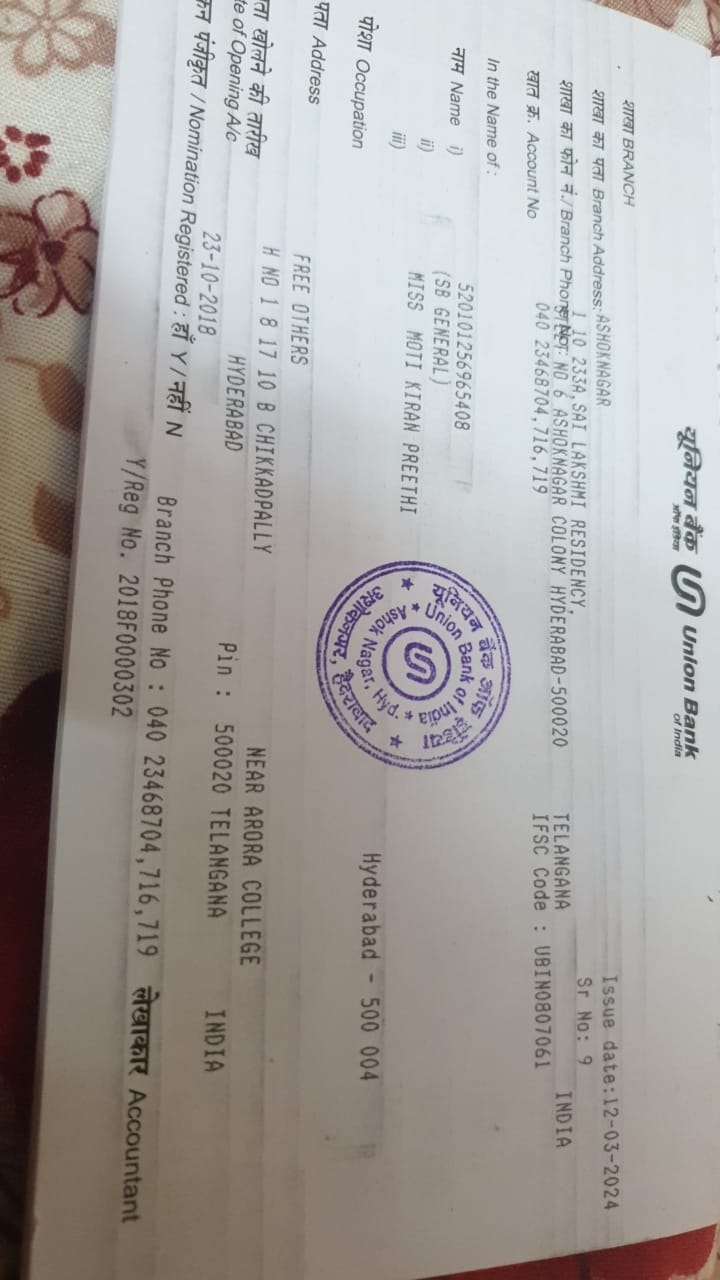 यूनियन बैंक Union Bank
ऑफ इंडिया of India
Issue date:12-03-2024
शाखा BRANCH
Sr No: 9
शाखा का पता Branch Address: ASHOKNAGAR
1 10 233A SAI LAKSHMI RESIDENCY,
शाखा का फोन नं./ Branch Phone No: NO 6 ASHOKNAGAR COLONY HYDERABAD-500020 TELANGANA INDIA
040 23468704,716,719 IFSC Code : UBIN0807061
खाता क्र. Account No
In the Name of :
520101256965408
(SB GENERAL)
नाम Name i) MISS MOTI KIRAN PREETHI
ii)
iii)
यूनियन बैंक ऑफ इंडिया
Union Bank of India
Ashok Nagar, Hyd.
अशोकनगर, हैदराबाद
Hyderabad - 500 004
पेशा Occupation
FREE OTHERS
पता Address
H NO 1 8 17 10 B CHIKKADPALLY NEAR ARORA COLLEGE
HYDERABAD Pin : 500020 TELANGANA INDIA
ता खोलने की तारीख
te of Opening A/c 23-10-2018
Branch Phone No : 040 23468704,716,719
पंजीकृत / Nomination Registered : हाँ Y / नहीं N
Y/Reg No. 2018F0000302
लेखाकार Accountant